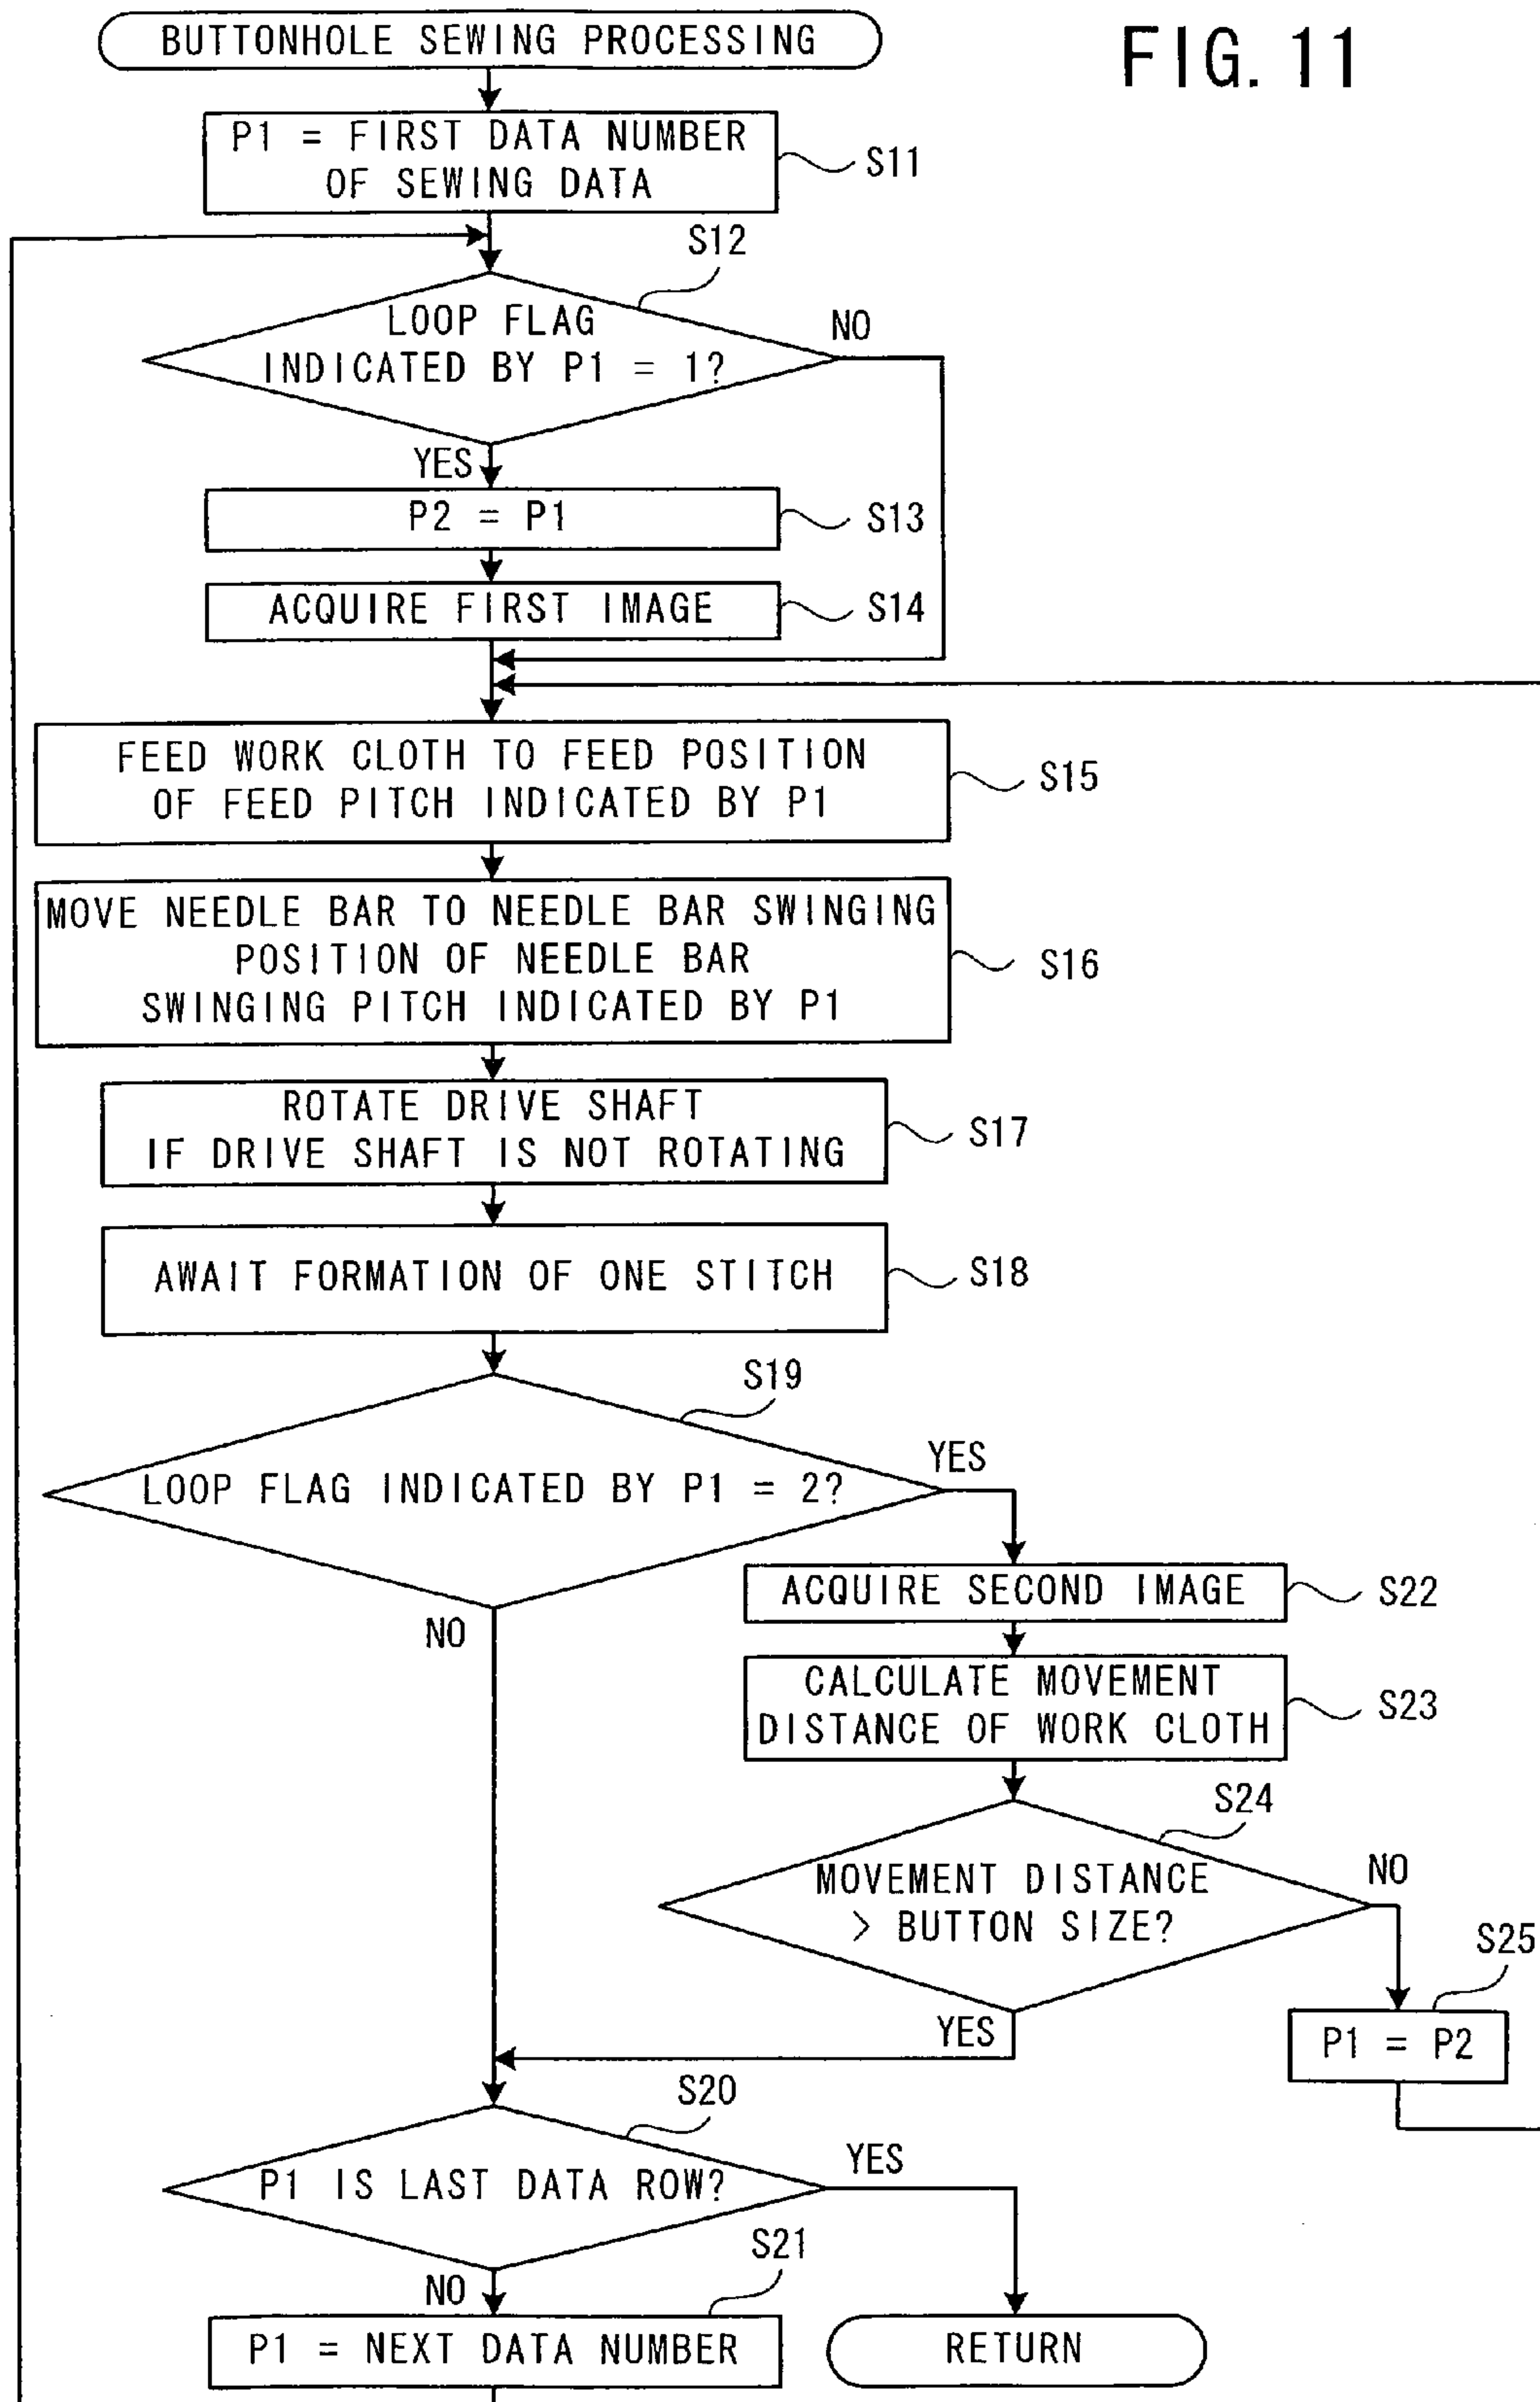 BUTTONHOLE SEWING PROCESSING
FIG. 11
P1 = FIRST DATA NUMBER
OF SEWING DATA
S11
S12
LOOP FLAG
INDICATED BY P1 = 1?
NO
YES
P2 = P1
S13
ACQUIRE FIRST IMAGE
S14
FEED WORK CLOTH TO FEED POSITION
OF FEED PITCH INDICATED BY P1
S15
MOVE NEEDLE BAR TO NEEDLE BAR SWINGING
POSITION OF NEEDLE BAR
SWINGING PITCH INDICATED BY P1
S16
ROTATE DRIVE SHAFT
IF DRIVE SHAFT IS NOT ROTATING
S17
AWAIT FORMATION OF ONE STITCH
S18
S19
LOOP FLAG INDICATED BY P1 = 2?
YES
NO
ACQUIRE SECOND IMAGE
S22
CALCULATE MOVEMENT
DISTANCE OF WORK CLOTH
S23
S24
MOVEMENT DISTANCE
> BUTTON SIZE?
NO
YES
S25
P1 = P2
S20
P1 IS LAST DATA ROW?
YES
NO
S21
P1 = NEXT DATA NUMBER
RETURN